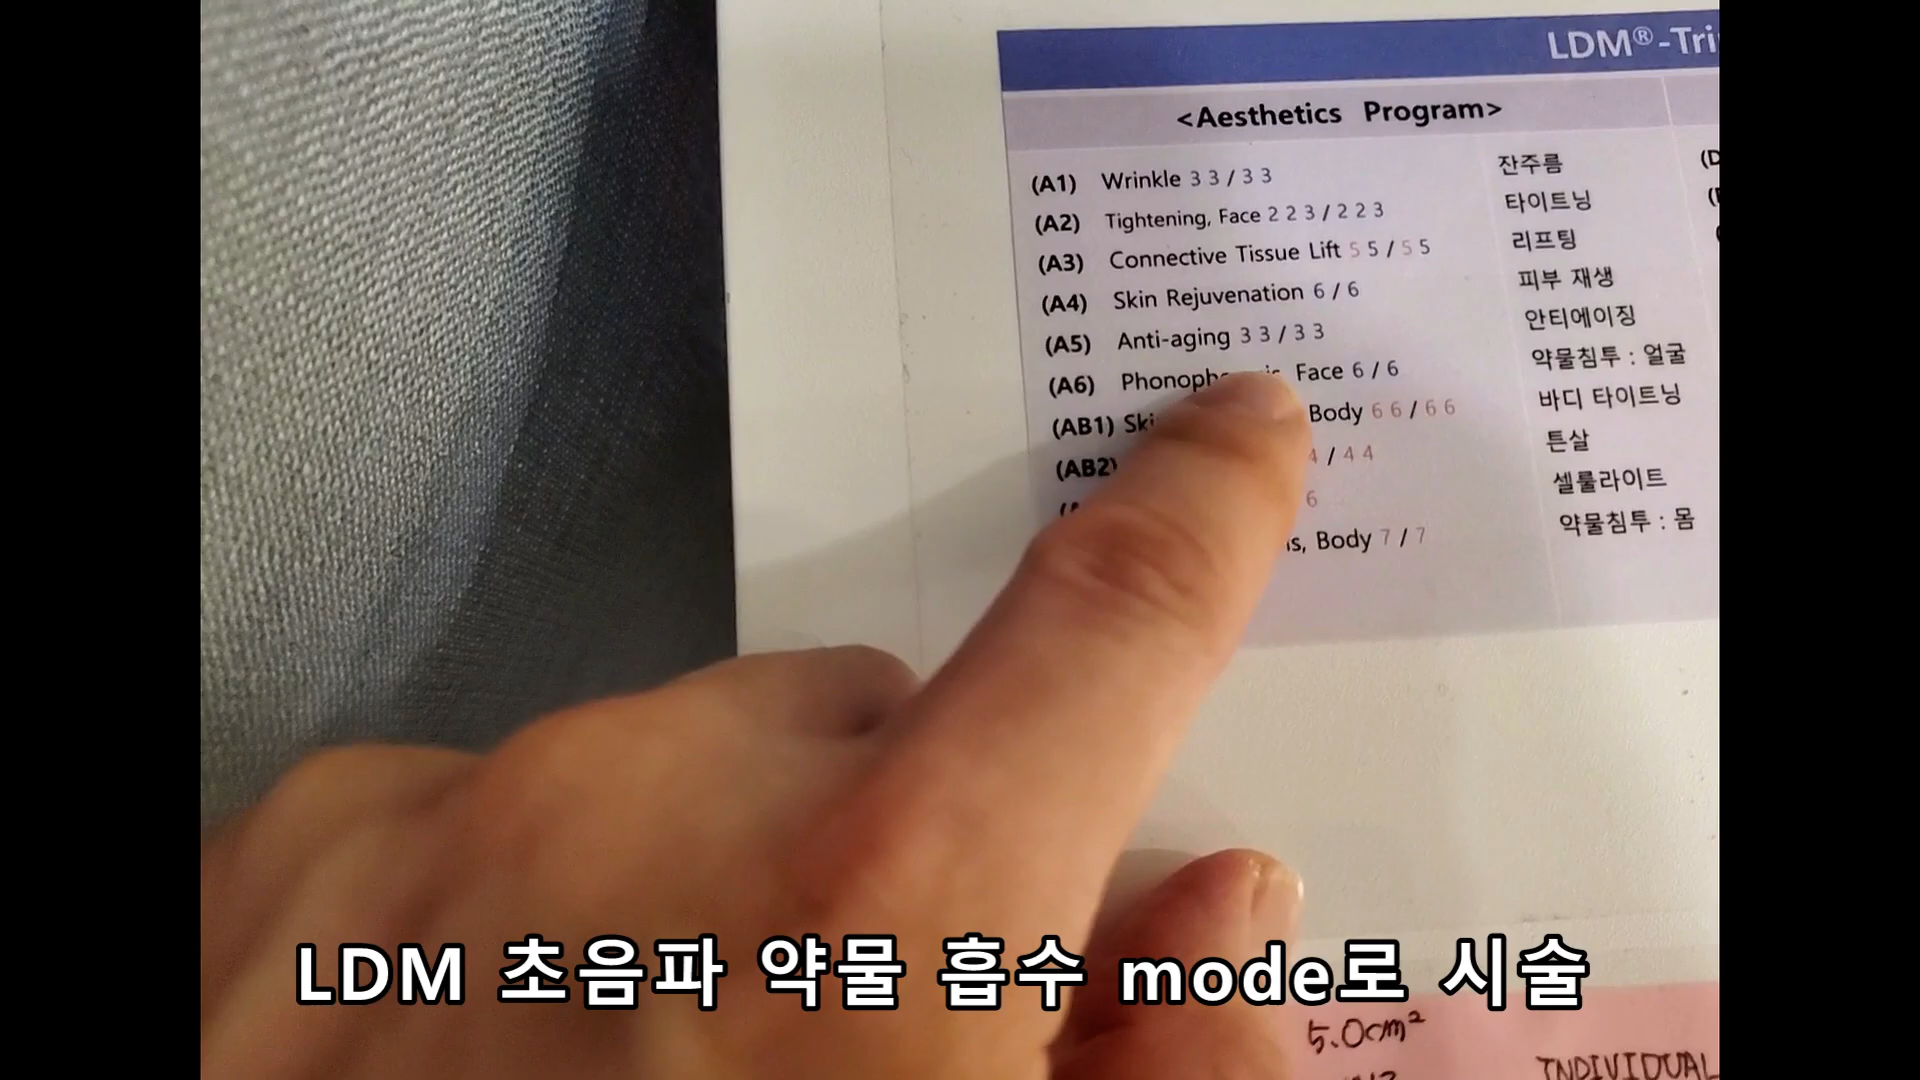 LDM®-Tri
<Aesthetics Program>
(A1) Wrinkle 3 3 / 3 3 잔주름
(A2) Tightening, Face 2 2 3 / 2 2 3 타이트닝
(A3) Connective Tissue Lift 5 5 / 5 5 리프팅
(A4) Skin Rejuvenation 6 / 6 피부 재생
(A5) Anti-aging 3 3 / 3 3 안티에이징
(A6) Face 6 / 6 약물침투 : 얼굴
(AB1) Body 6 6 / 6 6 바디 타이트닝
(AB2) 4 / 4 4 튼살
6 셀룰라이트
Body 7 / 7 약물침투 : 몸
LDM 초음파 약물 흡수 mode로 시술
5.0cm²
INDIVIDUAL